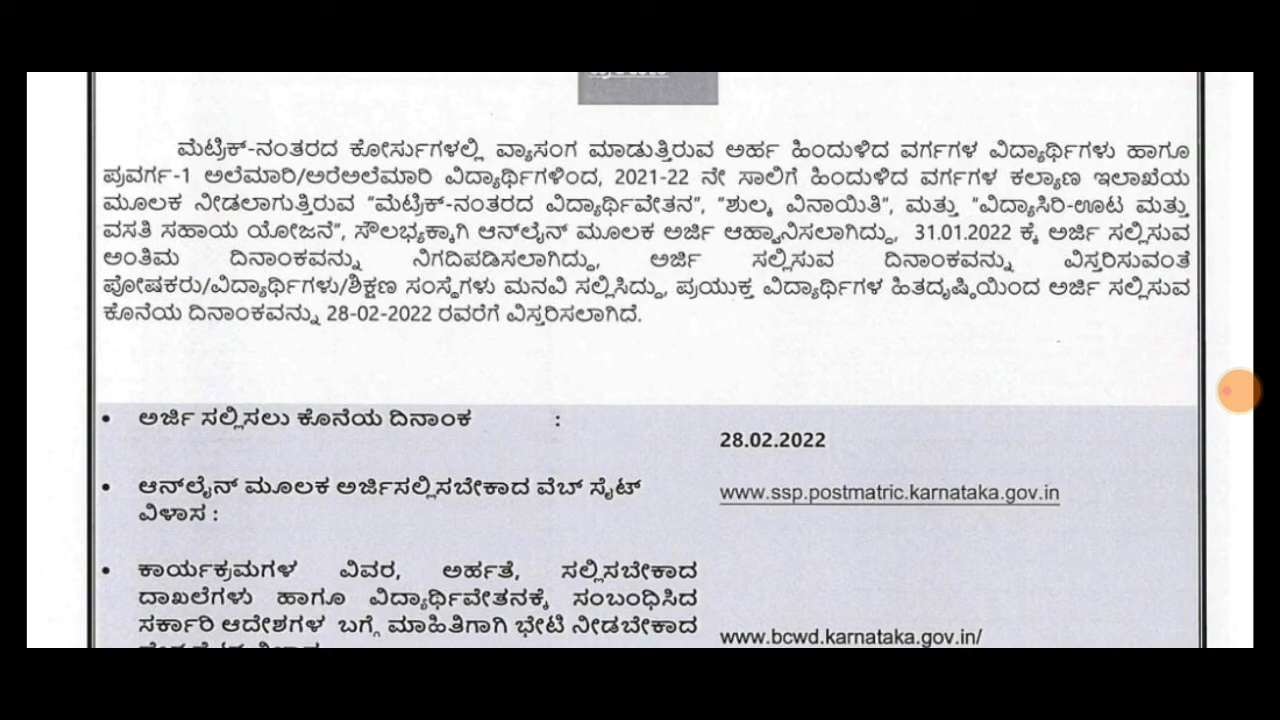 ಮೆಟ್ರಿಕ್-ನಂತರದ ಕೋರ್ಸುಗಳಲ್ಲಿ ವ್ಯಾಸಂಗ ಮಾಡುತ್ತಿರುವ ಅರ್ಹ ಹಿಂದುಳಿದ ವರ್ಗಗಳ ವಿದ್ಯಾರ್ಥಿಗಳು ಹಾಗೂ
ಪ್ರವರ್ಗ-1 ಅಲೆಮಾರಿ/ಅರೆಅಲೆಮಾರಿ ವಿದ್ಯಾರ್ಥಿಗಳಿಂದ, 2021-22 ನೇ ಸಾಲಿಗೆ ಹಿಂದುಳಿದ ವರ್ಗಗಳ ಕಲ್ಯಾಣ ಇಲಾಖೆಯ
ಮೂಲಕ ನೀಡಲಾಗುತ್ತಿರುವ "ಮೆಟ್ರಿಕ್-ನಂತರದ ವಿದ್ಯಾರ್ಥಿವೇತನ", "ಶುಲ್ಕ ವಿನಾಯಿತಿ", ಮತ್ತು "ವಿದ್ಯಾಸಿರಿ-ಊಟ ಮತ್ತು
ವಸತಿ ಸಹಾಯ ಯೋಜನೆ", ಸೌಲಭ್ಯಕ್ಕಾಗಿ ಆನ್‌ಲೈನ್ ಮೂಲಕ ಅರ್ಜಿ ಆಹ್ವಾನಿಸಲಾಗಿದ್ದು, 31.01.2022 ಕ್ಕೆ ಅರ್ಜಿ ಸಲ್ಲಿಸುವ
ಅಂತಿಮ ದಿನಾಂಕವನ್ನು ನಿಗದಿಪಡಿಸಲಾಗಿದ್ದು, ಅರ್ಜಿ ಸಲ್ಲಿಸುವ ದಿನಾಂಕವನ್ನು ವಿಸ್ತರಿಸುವಂತೆ
ಪೋಷಕರು/ವಿದ್ಯಾರ್ಥಿಗಳು/ಶಿಕ್ಷಣ ಸಂಸ್ಥೆಗಳು ಮನವಿ ಸಲ್ಲಿಸಿದ್ದು, ಪ್ರಯುಕ್ತ ವಿದ್ಯಾರ್ಥಿಗಳ ಹಿತದೃಷ್ಠಿಯಿಂದ ಅರ್ಜಿ ಸಲ್ಲಿಸುವ
ಕೊನೆಯ ದಿನಾಂಕವನ್ನು 28-02-2022 ರವರೆಗೆ ವಿಸ್ತರಿಸಲಾಗಿದೆ.
• ಅರ್ಜಿ ಸಲ್ಲಿಸಲು ಕೊನೆಯ ದಿನಾಂಕ :
28.02.2022
• ಆನ್‌ಲೈನ್ ಮೂಲಕ ಅರ್ಜಿಸಲ್ಲಿಸಬೇಕಾದ ವೆಬ್ ಸೈಟ್
ವಿಳಾಸ :
www.ssp.postmatric.karnataka.gov.in
• ಕಾರ್ಯಕ್ರಮಗಳ ವಿವರ, ಅರ್ಹತೆ, ಸಲ್ಲಿಸಬೇಕಾದ
ದಾಖಲೆಗಳು ಹಾಗೂ ವಿದ್ಯಾರ್ಥಿವೇತನಕ್ಕೆ ಸಂಬಂಧಿಸಿದ
ಸರ್ಕಾರಿ ಆದೇಶಗಳ ಬಗ್ಗೆ ಮಾಹಿತಿಗಾಗಿ ಭೇಟಿ ನೀಡಬೇಕಾದ
www.bcwd.karnataka.gov.in/